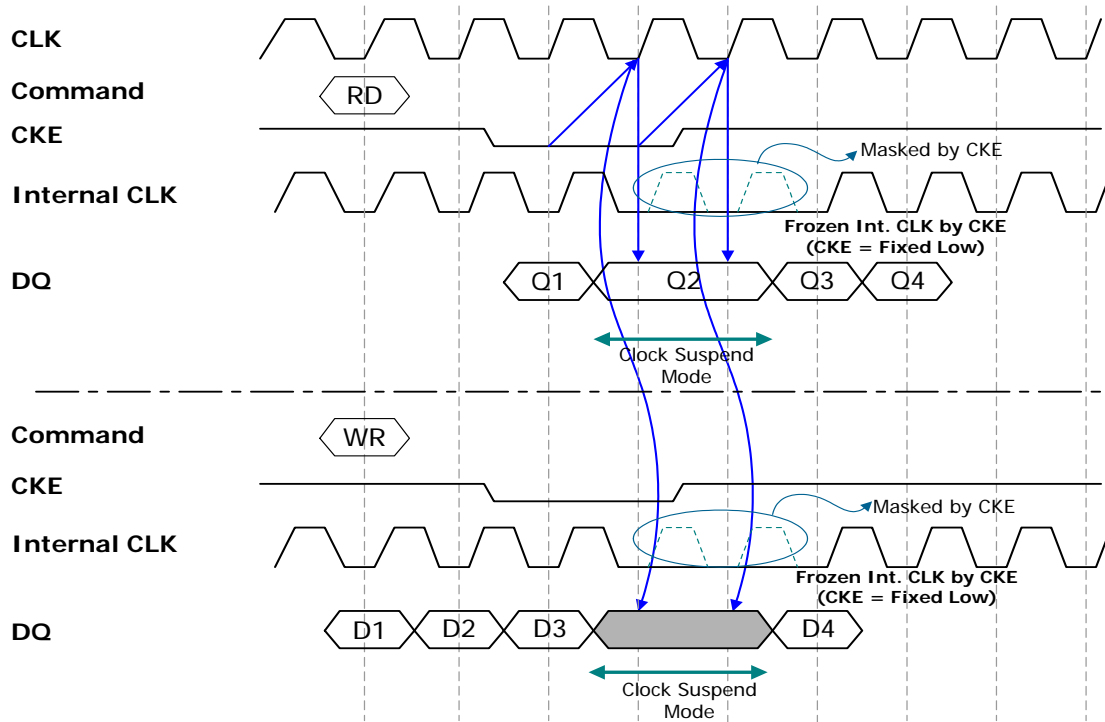 CLK
Command
RD
CKE
Masked by CKE
Internal CLK
Frozen Int. CLK by CKE
(CKE = Fixed Low)
DQ
Q1
Q2
Q3
Q4
Clock Suspend
Mode
Command
WR
CKE
Masked by CKE
Internal CLK
Frozen Int. CLK by CKE
(CKE = Fixed Low)
DQ
D1
D2
D3
D4
Clock Suspend
Mode